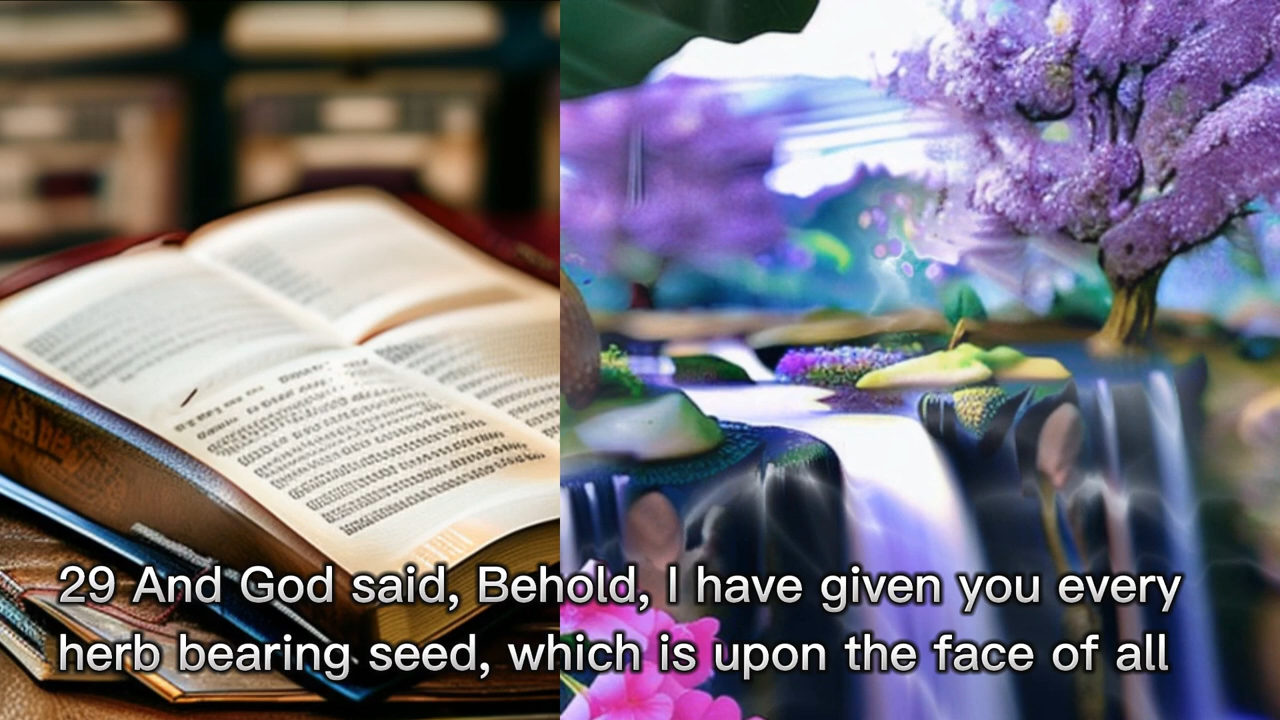 29 And God said, Behold, I have given you every
herb bearing seed, which is upon the face of all